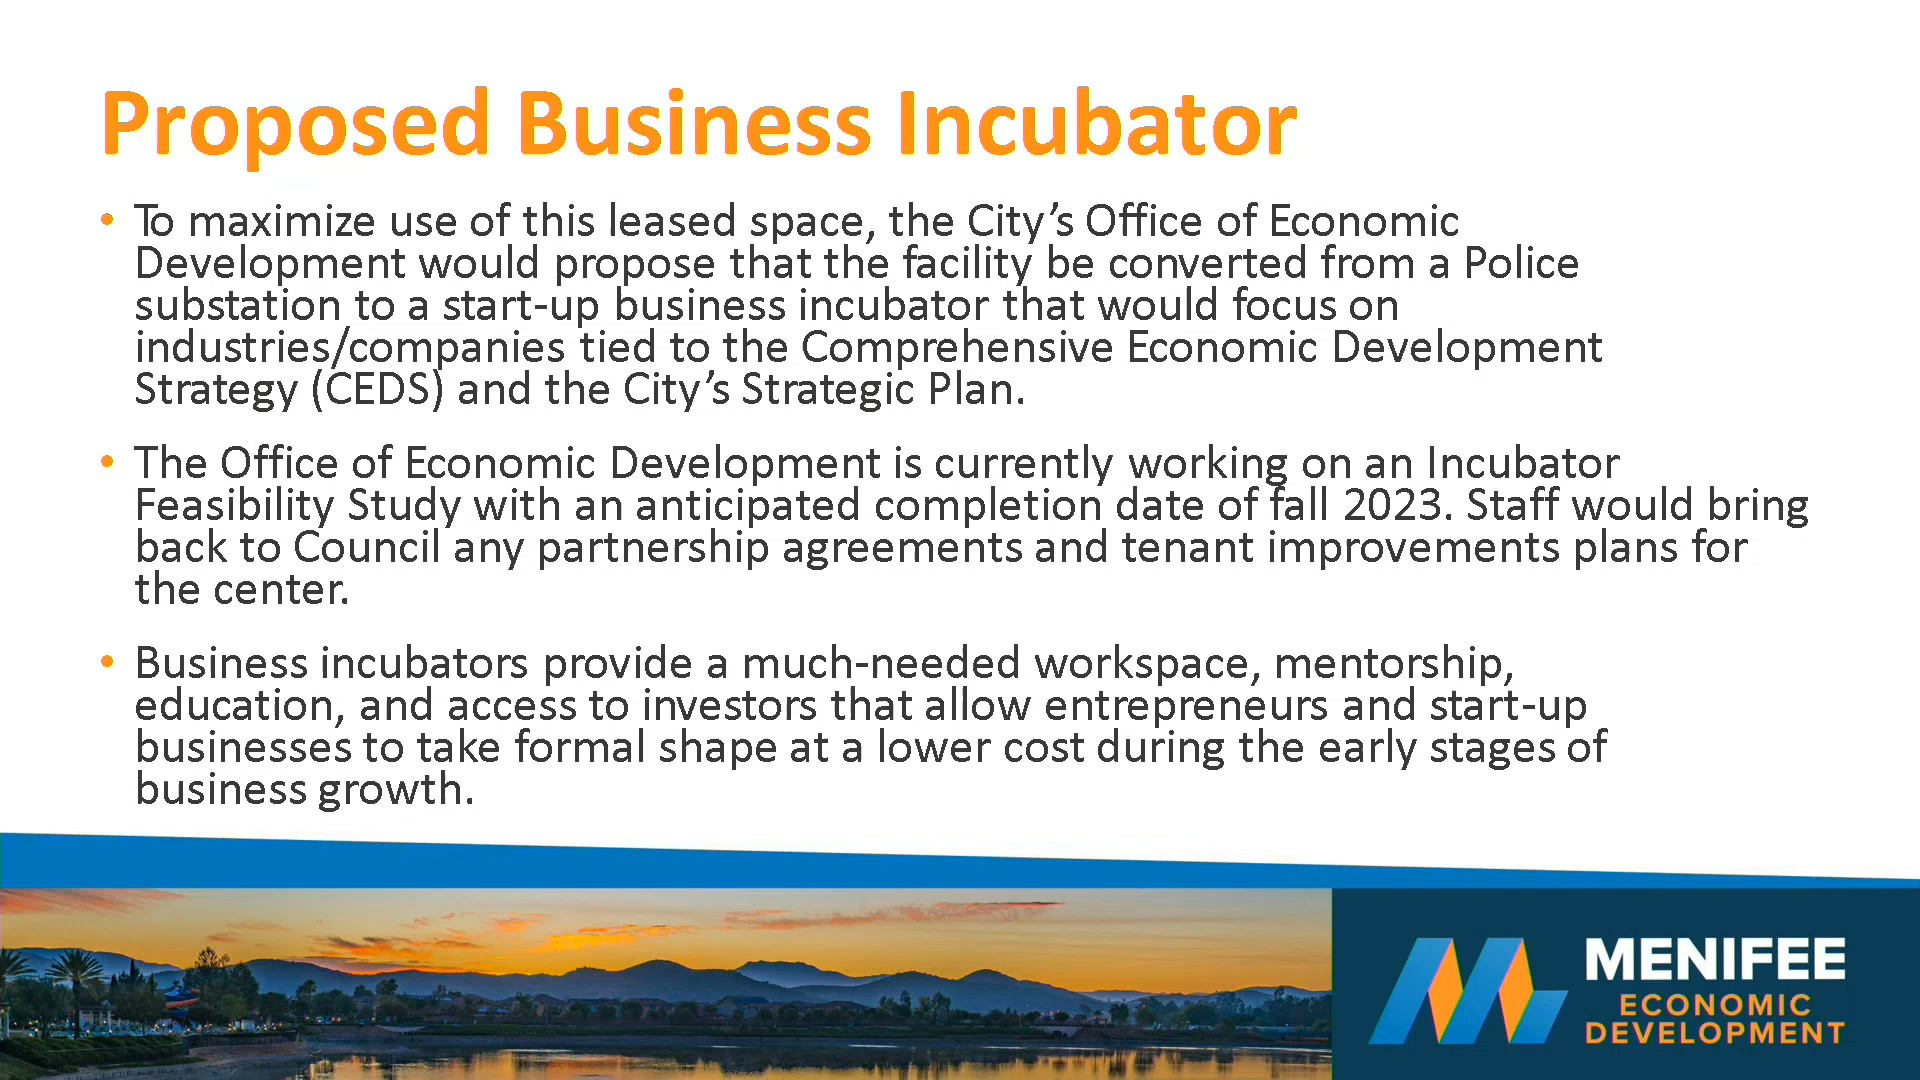 Proposed Business Incubator
• To maximize use of this leased space, the City’s Office of Economic
Development would propose that the facility be converted from a Police
substation to a start-up business incubator that would focus on
industries/companies tied to the Comprehensive Economic Development
Strategy (CEDS) and the City’s Strategic Plan.
• The Office of Economic Development is currently working on an Incubator
Feasibility Study with an anticipated completion date of fall 2023. Staff would bring
back to Council any partnership agreements and tenant improvements plans for
the center.
• Business incubators provide a much-needed workspace, mentorship,
education, and access to investors that allow entrepreneurs and start-up
businesses to take formal shape at a lower cost during the early stages of
business growth.
MENIFEE
ECONOMIC
DEVELOPMENT